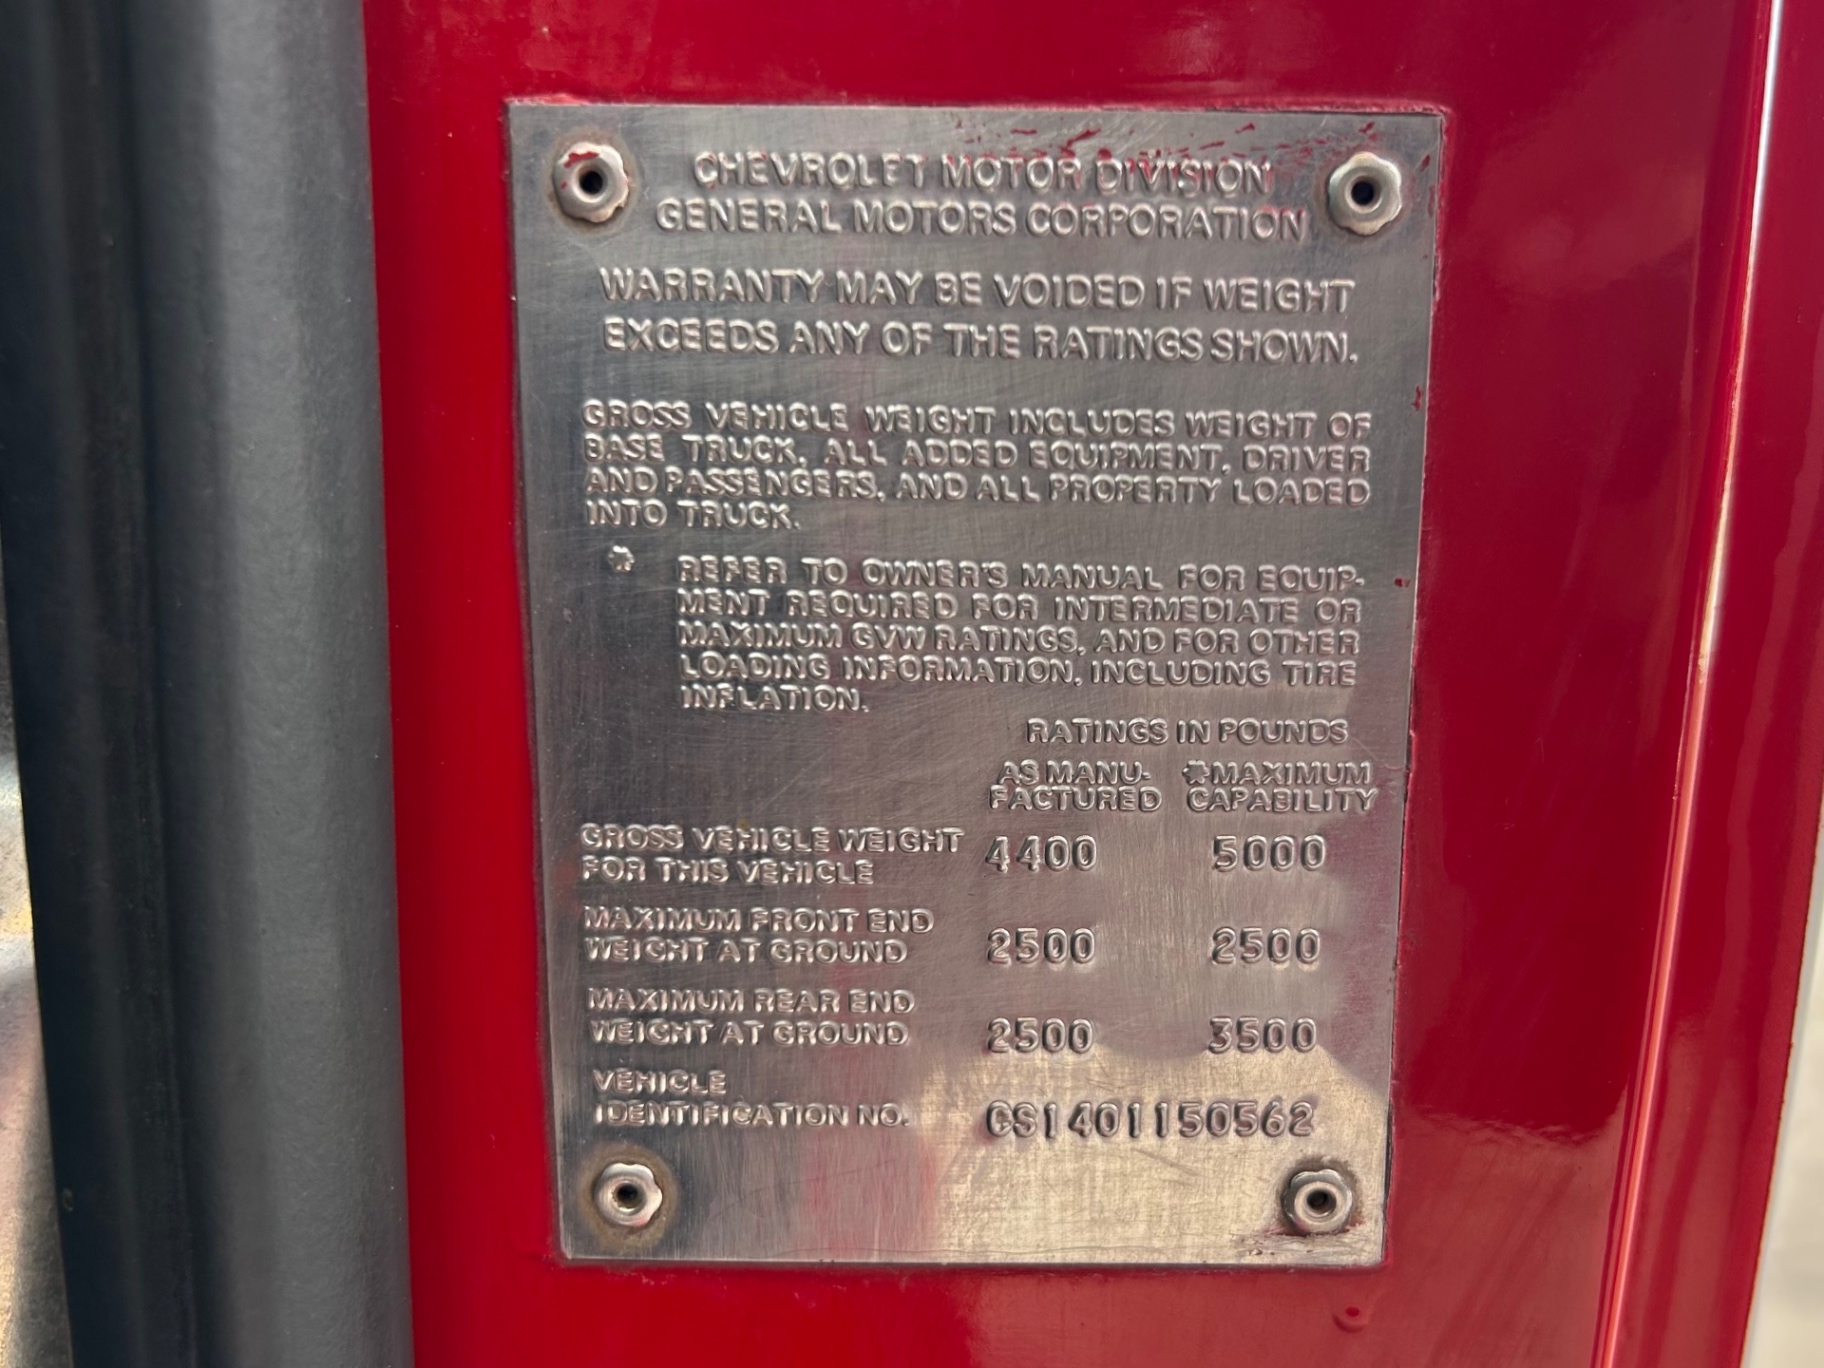 CHEVROLET MOTOR DIVISION
GENERAL MOTORS CORPORATION
WARRANTY MAY BE VOIDED IF WEIGHT
EXCEEDS ANY OF THE RATINGS SHOWN.
GROSS VEHICLE WEIGHT INCLUDES WEIGHT OF
BASE TRUCK, ALL ADDED EQUIPMENT, DRIVER
AND PASSENGERS, AND ALL PROPERTY LOADED
INTO TRUCK.
* REFER TO OWNER'S MANUAL FOR EQUIP-
MENT REQUIRED FOR INTERMEDIATE OR
MAXIMUM GVW RATINGS, AND FOR OTHER
LOADING INFORMATION, INCLUDING TIRE
INFLATION.
RATINGS IN POUNDS
AS MANU- *MAXIMUM
FACTURED CAPABILITY
GROSS VEHICLE WEIGHT 4400 5000
FOR THIS VEHICLE
MAXIMUM FRONT END
WEIGHT AT GROUND 2500 2500
MAXIMUM REAR END
WEIGHT AT GROUND 2500 3500
VEHICLE
IDENTIFICATION NO. CS1401150562